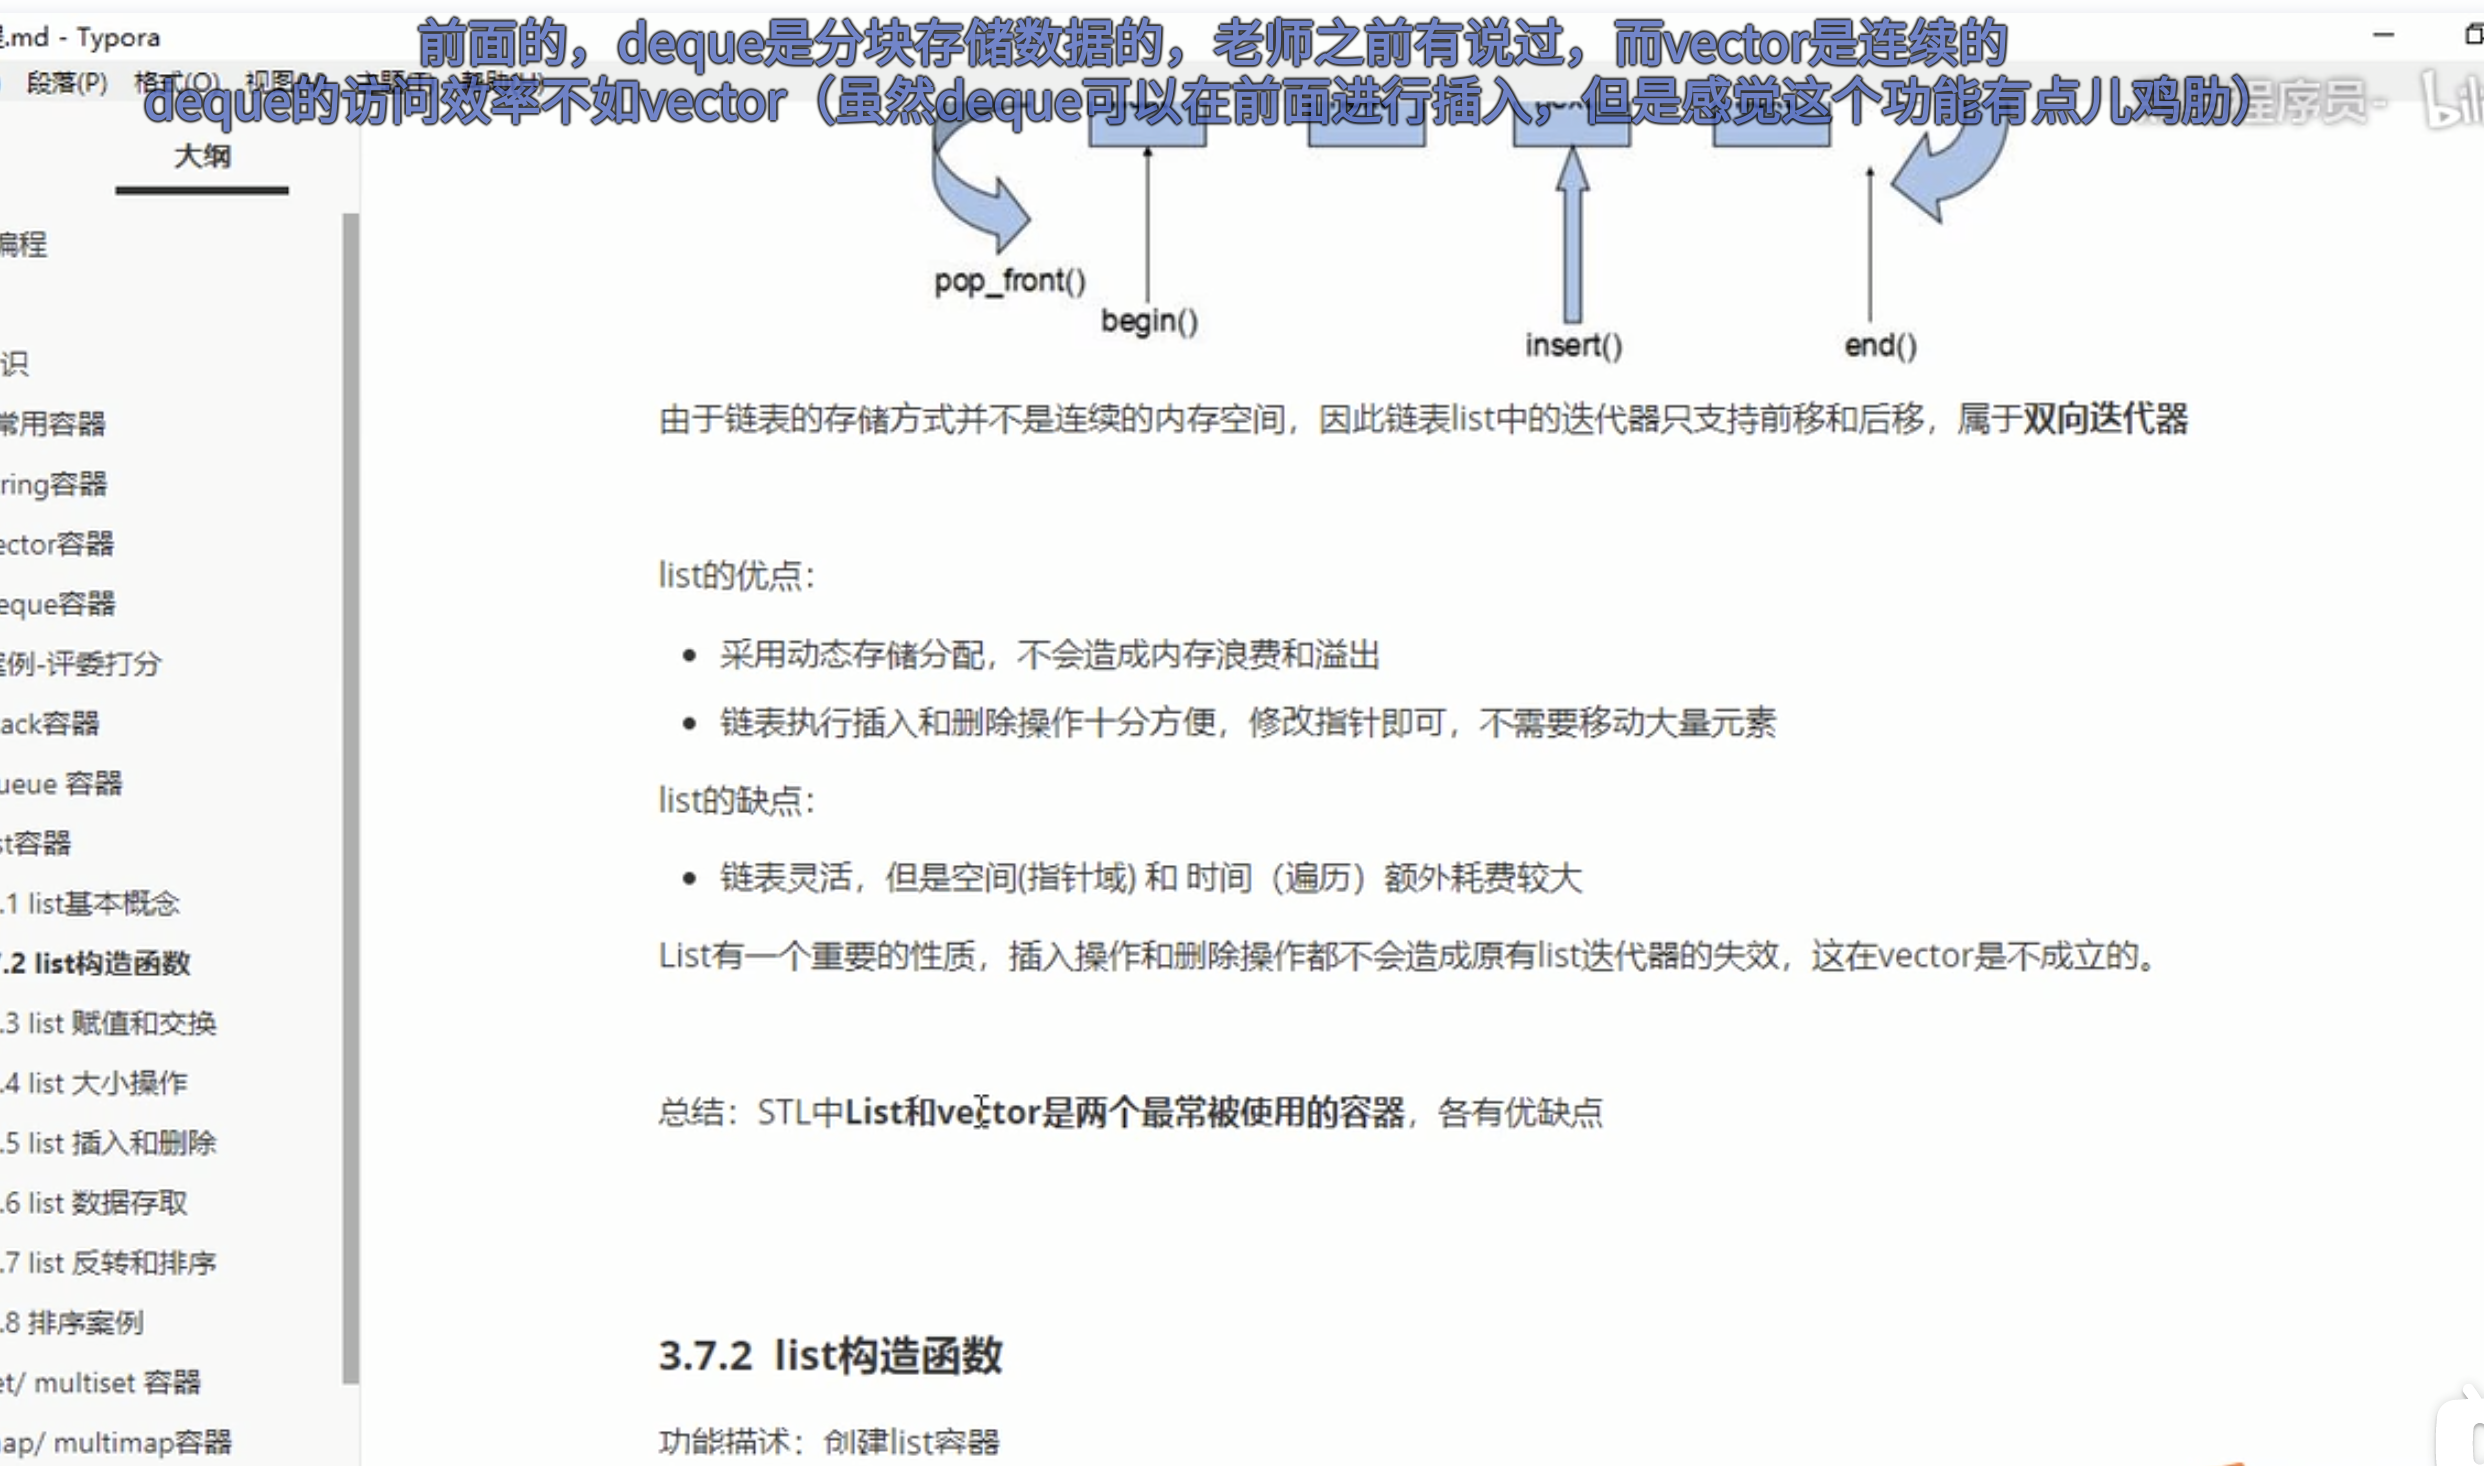 .md - Typora
前面的，deque是分块存储数据的，老师之前有说过，而vector是连续的
段落(P) 格式(O) 视图(V) 主题(T) 帮助(H)
deque的访问效率不如vector（虽然deque可以在前面进行插入，但是感觉这个功能有点儿鸡肋）
程序员-
大纲
编程
识
常用容器
ring容器
ector容器
eque容器
例-评委打分
ack容器
ueue 容器
st容器
.1 list基本概念
.2 list构造函数
.3 list 赋值和交换
.4 list 大小操作
.5 list 插入和删除
.6 list 数据存取
.7 list 反转和排序
.8 排序案例
et/ multiset 容器
ap/ multimap容器
pop_front()
begin()
insert()
end()
由于链表的存储方式并不是连续的内存空间，因此链表list中的迭代器只支持前移和后移，属于双向迭代器
list的优点：
• 采用动态存储分配，不会造成内存浪费和溢出
• 链表执行插入和删除操作十分方便，修改指针即可，不需要移动大量元素
list的缺点：
• 链表灵活，但是空间(指针域) 和 时间（遍历）额外耗费较大
List有一个重要的性质，插入操作和删除操作都不会造成原有list迭代器的失效，这在vector是不成立的。
总结：STL中List和vector是两个最常被使用的容器，各有优缺点
3.7.2 list构造函数
功能描述：创建list容器